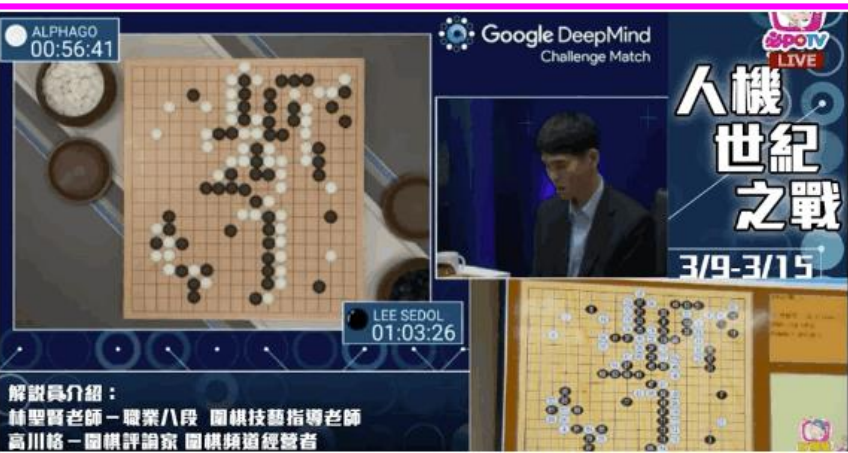 ALPHAGO
00:56:41
Google DeepMind
Challenge Match
LIVE
人機
世紀
之戰
3/9-3/15
LEE SEDOL
01:03:26
解說員介紹：
林聖賢老師－職業八段 圍棋技藝指導老師
高川格－圍棋評論家 圍棋頻道經營者